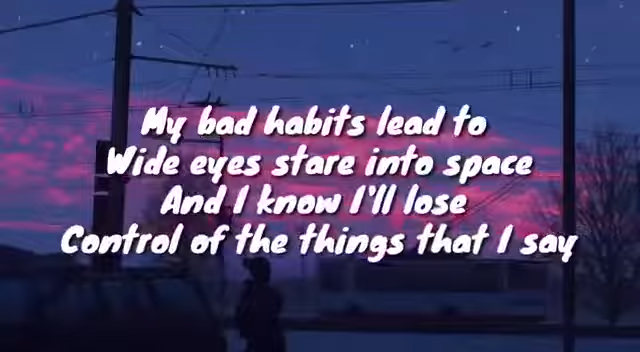 My bad habits lead to
Wide eyes stare into space
And I know I'll lose
Control of the things that I say